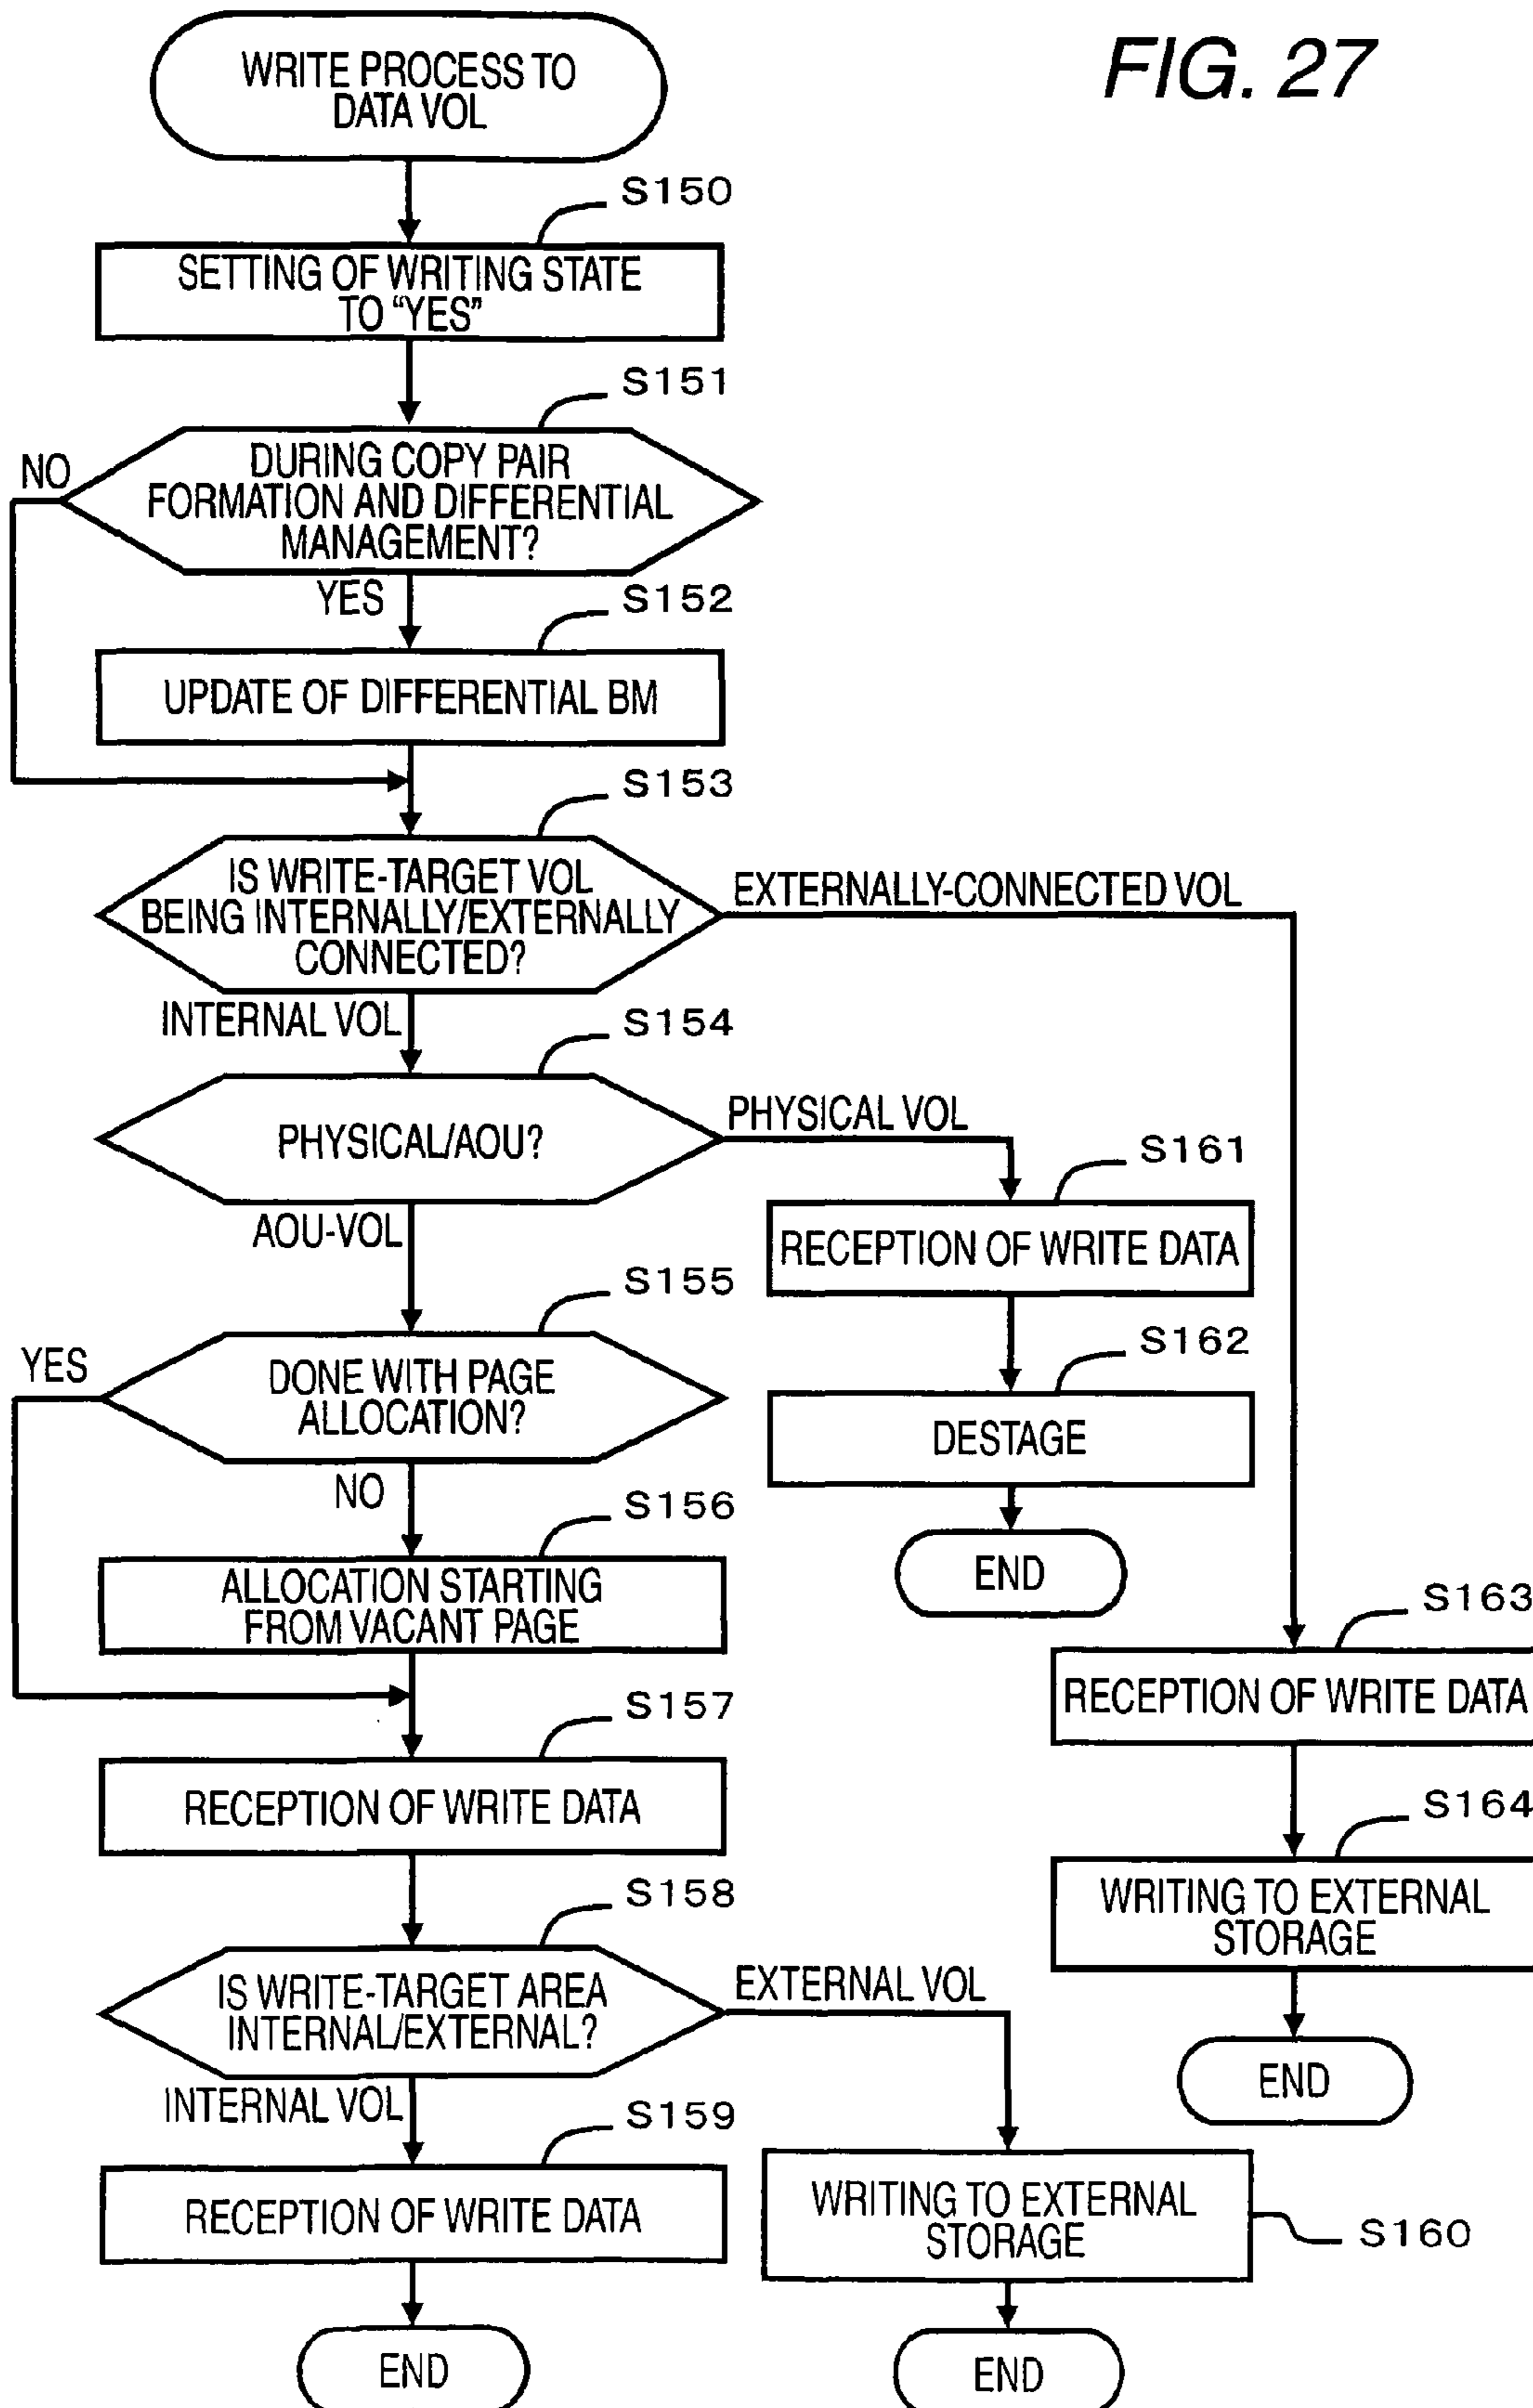 FIG. 27
WRITE PROCESS TO
DATA VOL
S150
SETTING OF WRITING STATE
TO “YES”
S151
DURING COPY PAIR
FORMATION AND DIFFERENTIAL
MANAGEMENT?
NO
YES
S152
UPDATE OF DIFFERENTIAL BM
S153
IS WRITE-TARGET VOL
BEING INTERNALLY/EXTERNALLY
CONNECTED?
EXTERNALLY-CONNECTED VOL
INTERNAL VOL
S154
PHYSICAL/AOU?
PHYSICAL VOL
AOU-VOL
S161
RECEPTION OF WRITE DATA
S162
DESTAGE
END
S155
DONE WITH PAGE
ALLOCATION?
YES
NO
S156
ALLOCATION STARTING
FROM VACANT PAGE
S163
RECEPTION OF WRITE DATA
S164
WRITING TO EXTERNAL
STORAGE
END
S157
RECEPTION OF WRITE DATA
S158
IS WRITE-TARGET AREA
INTERNAL/EXTERNAL?
EXTERNAL VOL
INTERNAL VOL
S159
RECEPTION OF WRITE DATA
END
WRITING TO EXTERNAL
STORAGE
S160
END